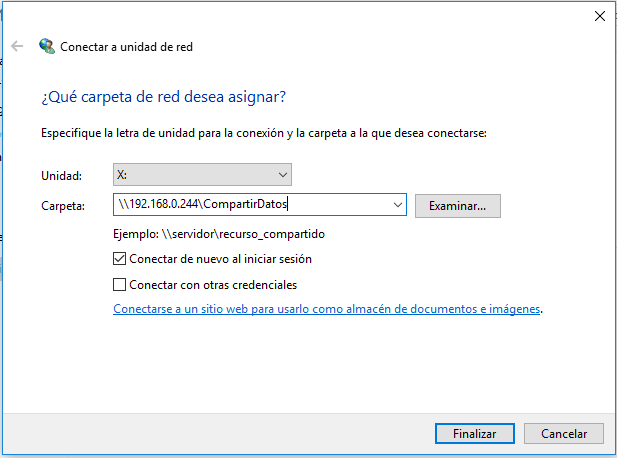 Conectar a unidad de red
¿Qué carpeta de red desea asignar?
Especifique la letra de unidad para la conexión y la carpeta a la que desea conectarse:
Unidad: X:
Carpeta: \\192.168.0.244\CompartirDatos Examinar...
Ejemplo: \\servidor\recurso_compartido
Conectar de nuevo al iniciar sesión
Conectar con otras credenciales
Conectarse a un sitio web para usarlo como almacén de documentos e imágenes.
Finalizar Cancelar